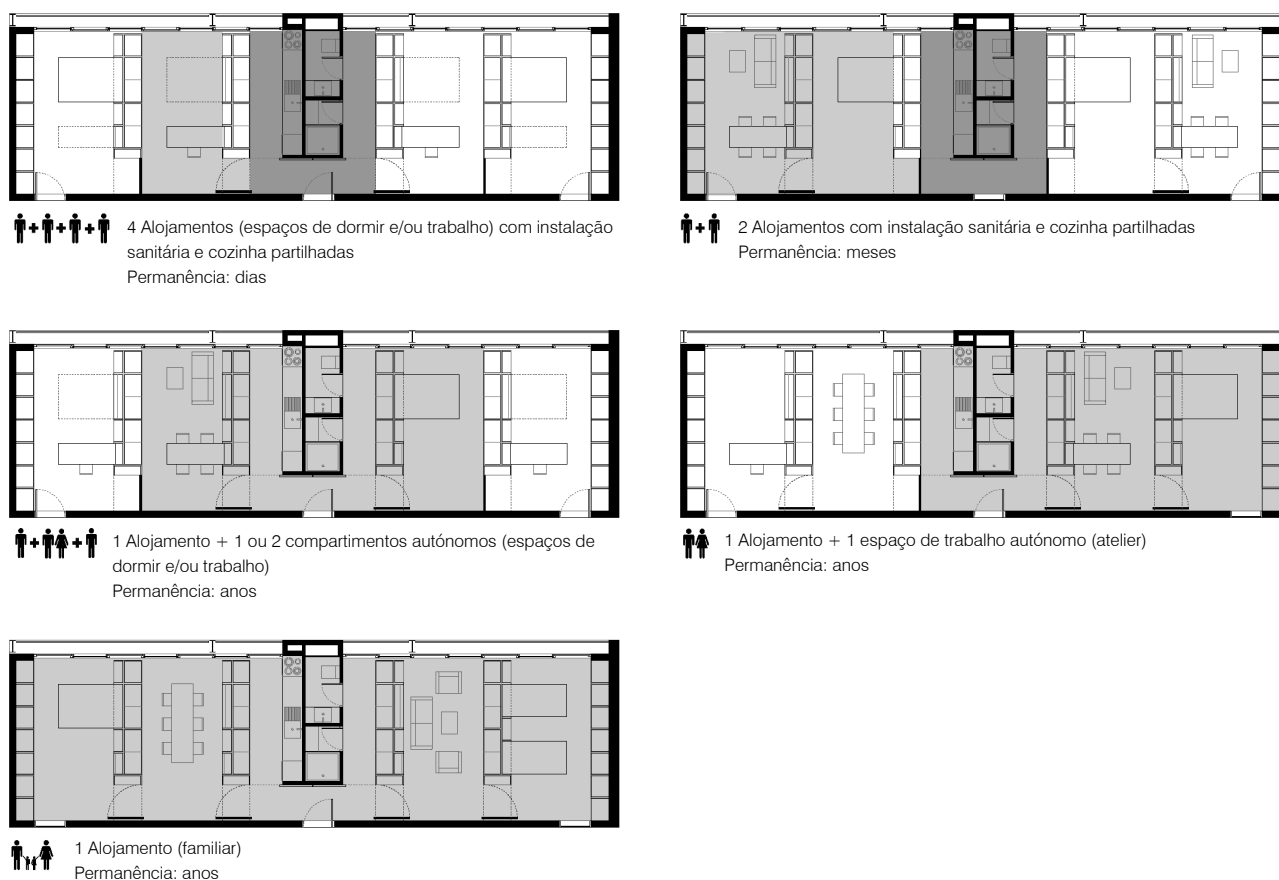 4 Alojamentos (espaços de dormir e/ou trabalho) com instalação
sanitária e cozinha partilhadas
Permanência: dias
2 Alojamentos com instalação sanitária e cozinha partilhadas
Permanência: meses
1 Alojamento + 1 ou 2 compartimentos autónomos (espaços de
dormir e/ou trabalho)
Permanência: anos
1 Alojamento + 1 espaço de trabalho autónomo (atelier)
Permanência: anos
1 Alojamento (familiar)
Permanência: anos